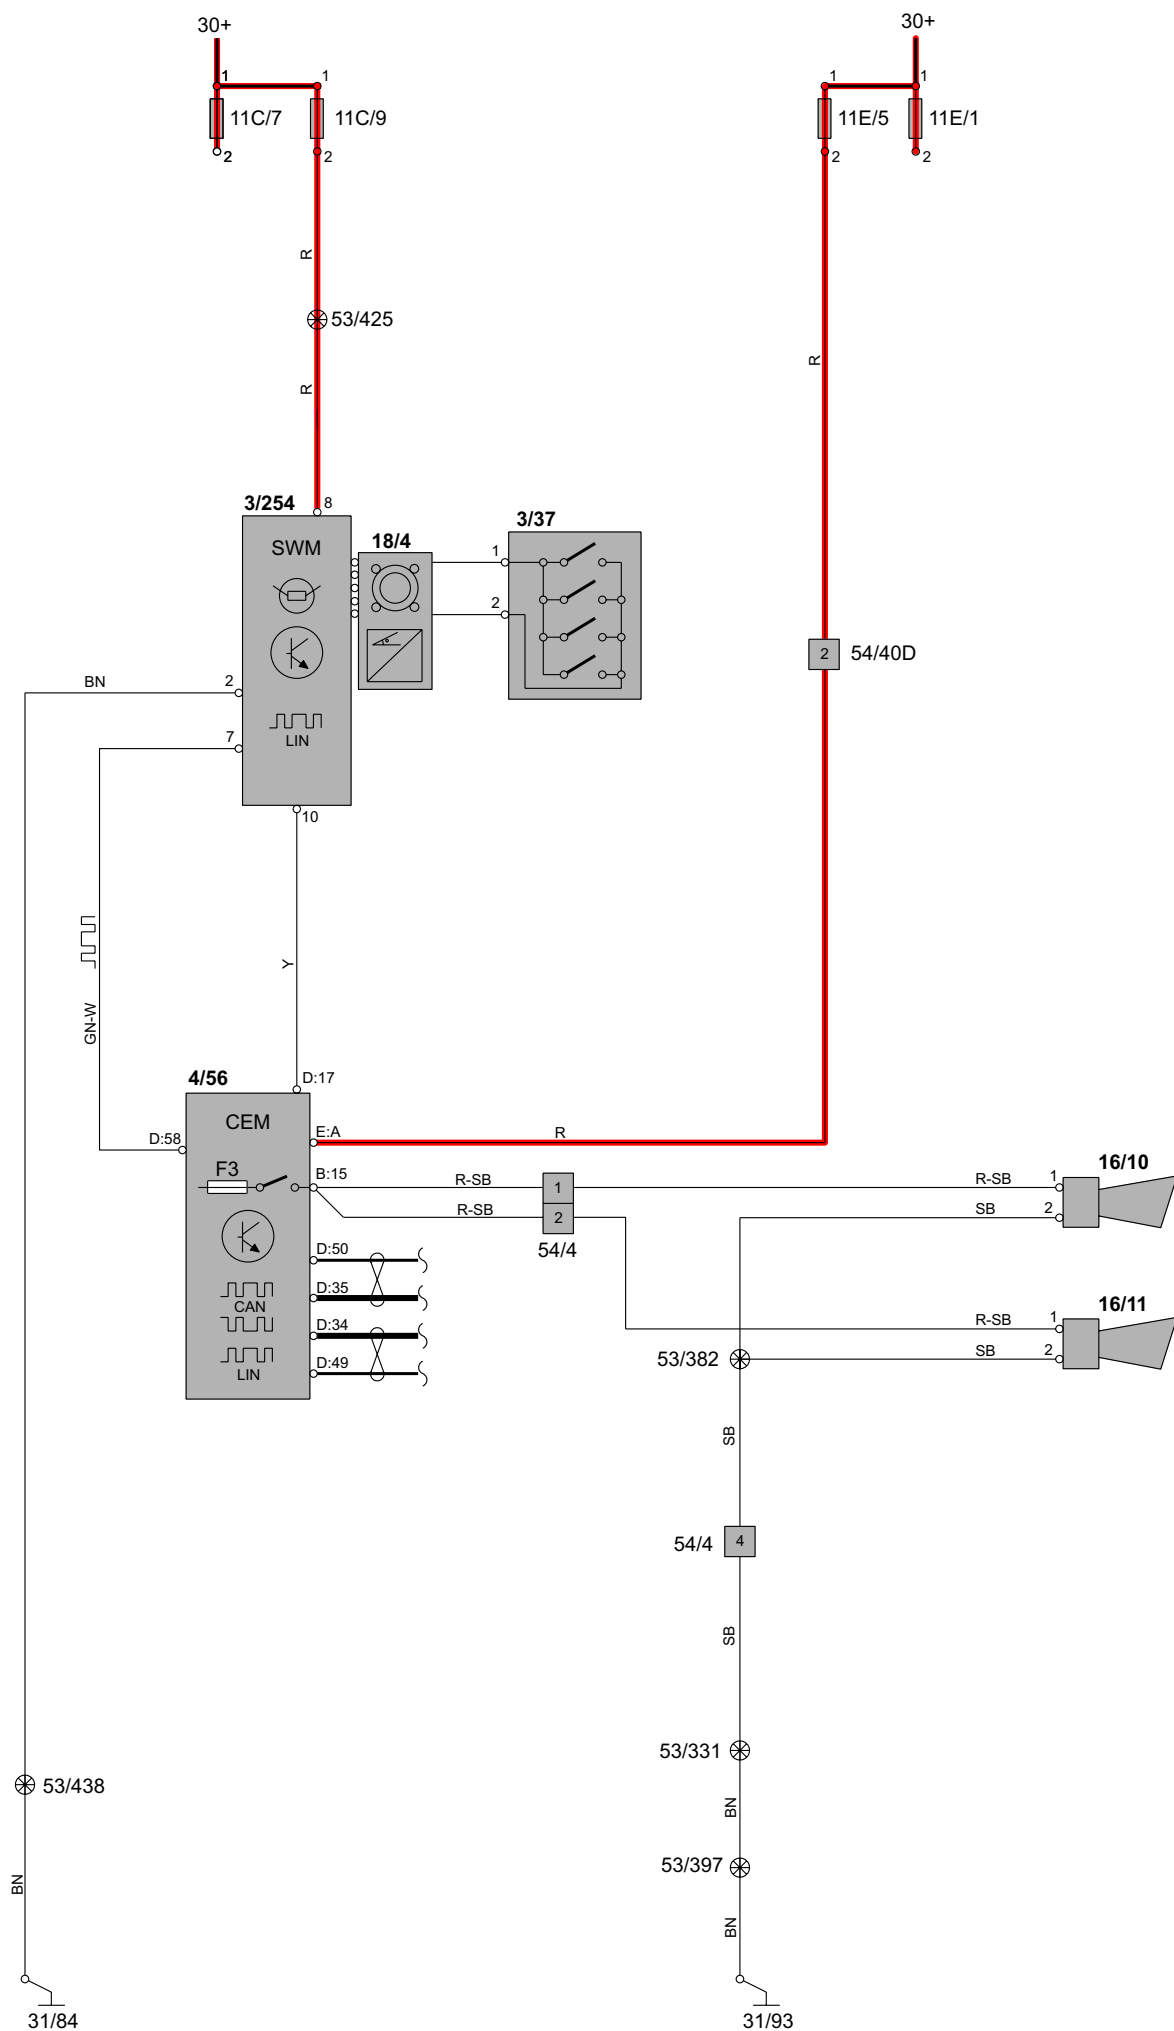 30+
30+
1
1
1
1
11C/7
11C/9
11E/5
11E/1
2
2
2
2
R
53/425
R
R
3/254
8
SWM
18/4
3/37
1
2
2
54/40D
BN
2
7
LIN
10
Y
GN-W
4/56
D:17
CEM
D:58
E:A
R
F3
B:15
R-SB
1
R-SB
1
16/10
R-SB
2
SB
2
54/4
D:50
D:35
CAN
D:34
LIN
D:49
R-SB
1
16/11
53/382
SB
2
SB
54/4
4
SB
53/331
53/438
BN
53/397
BN
BN
31/84
31/93